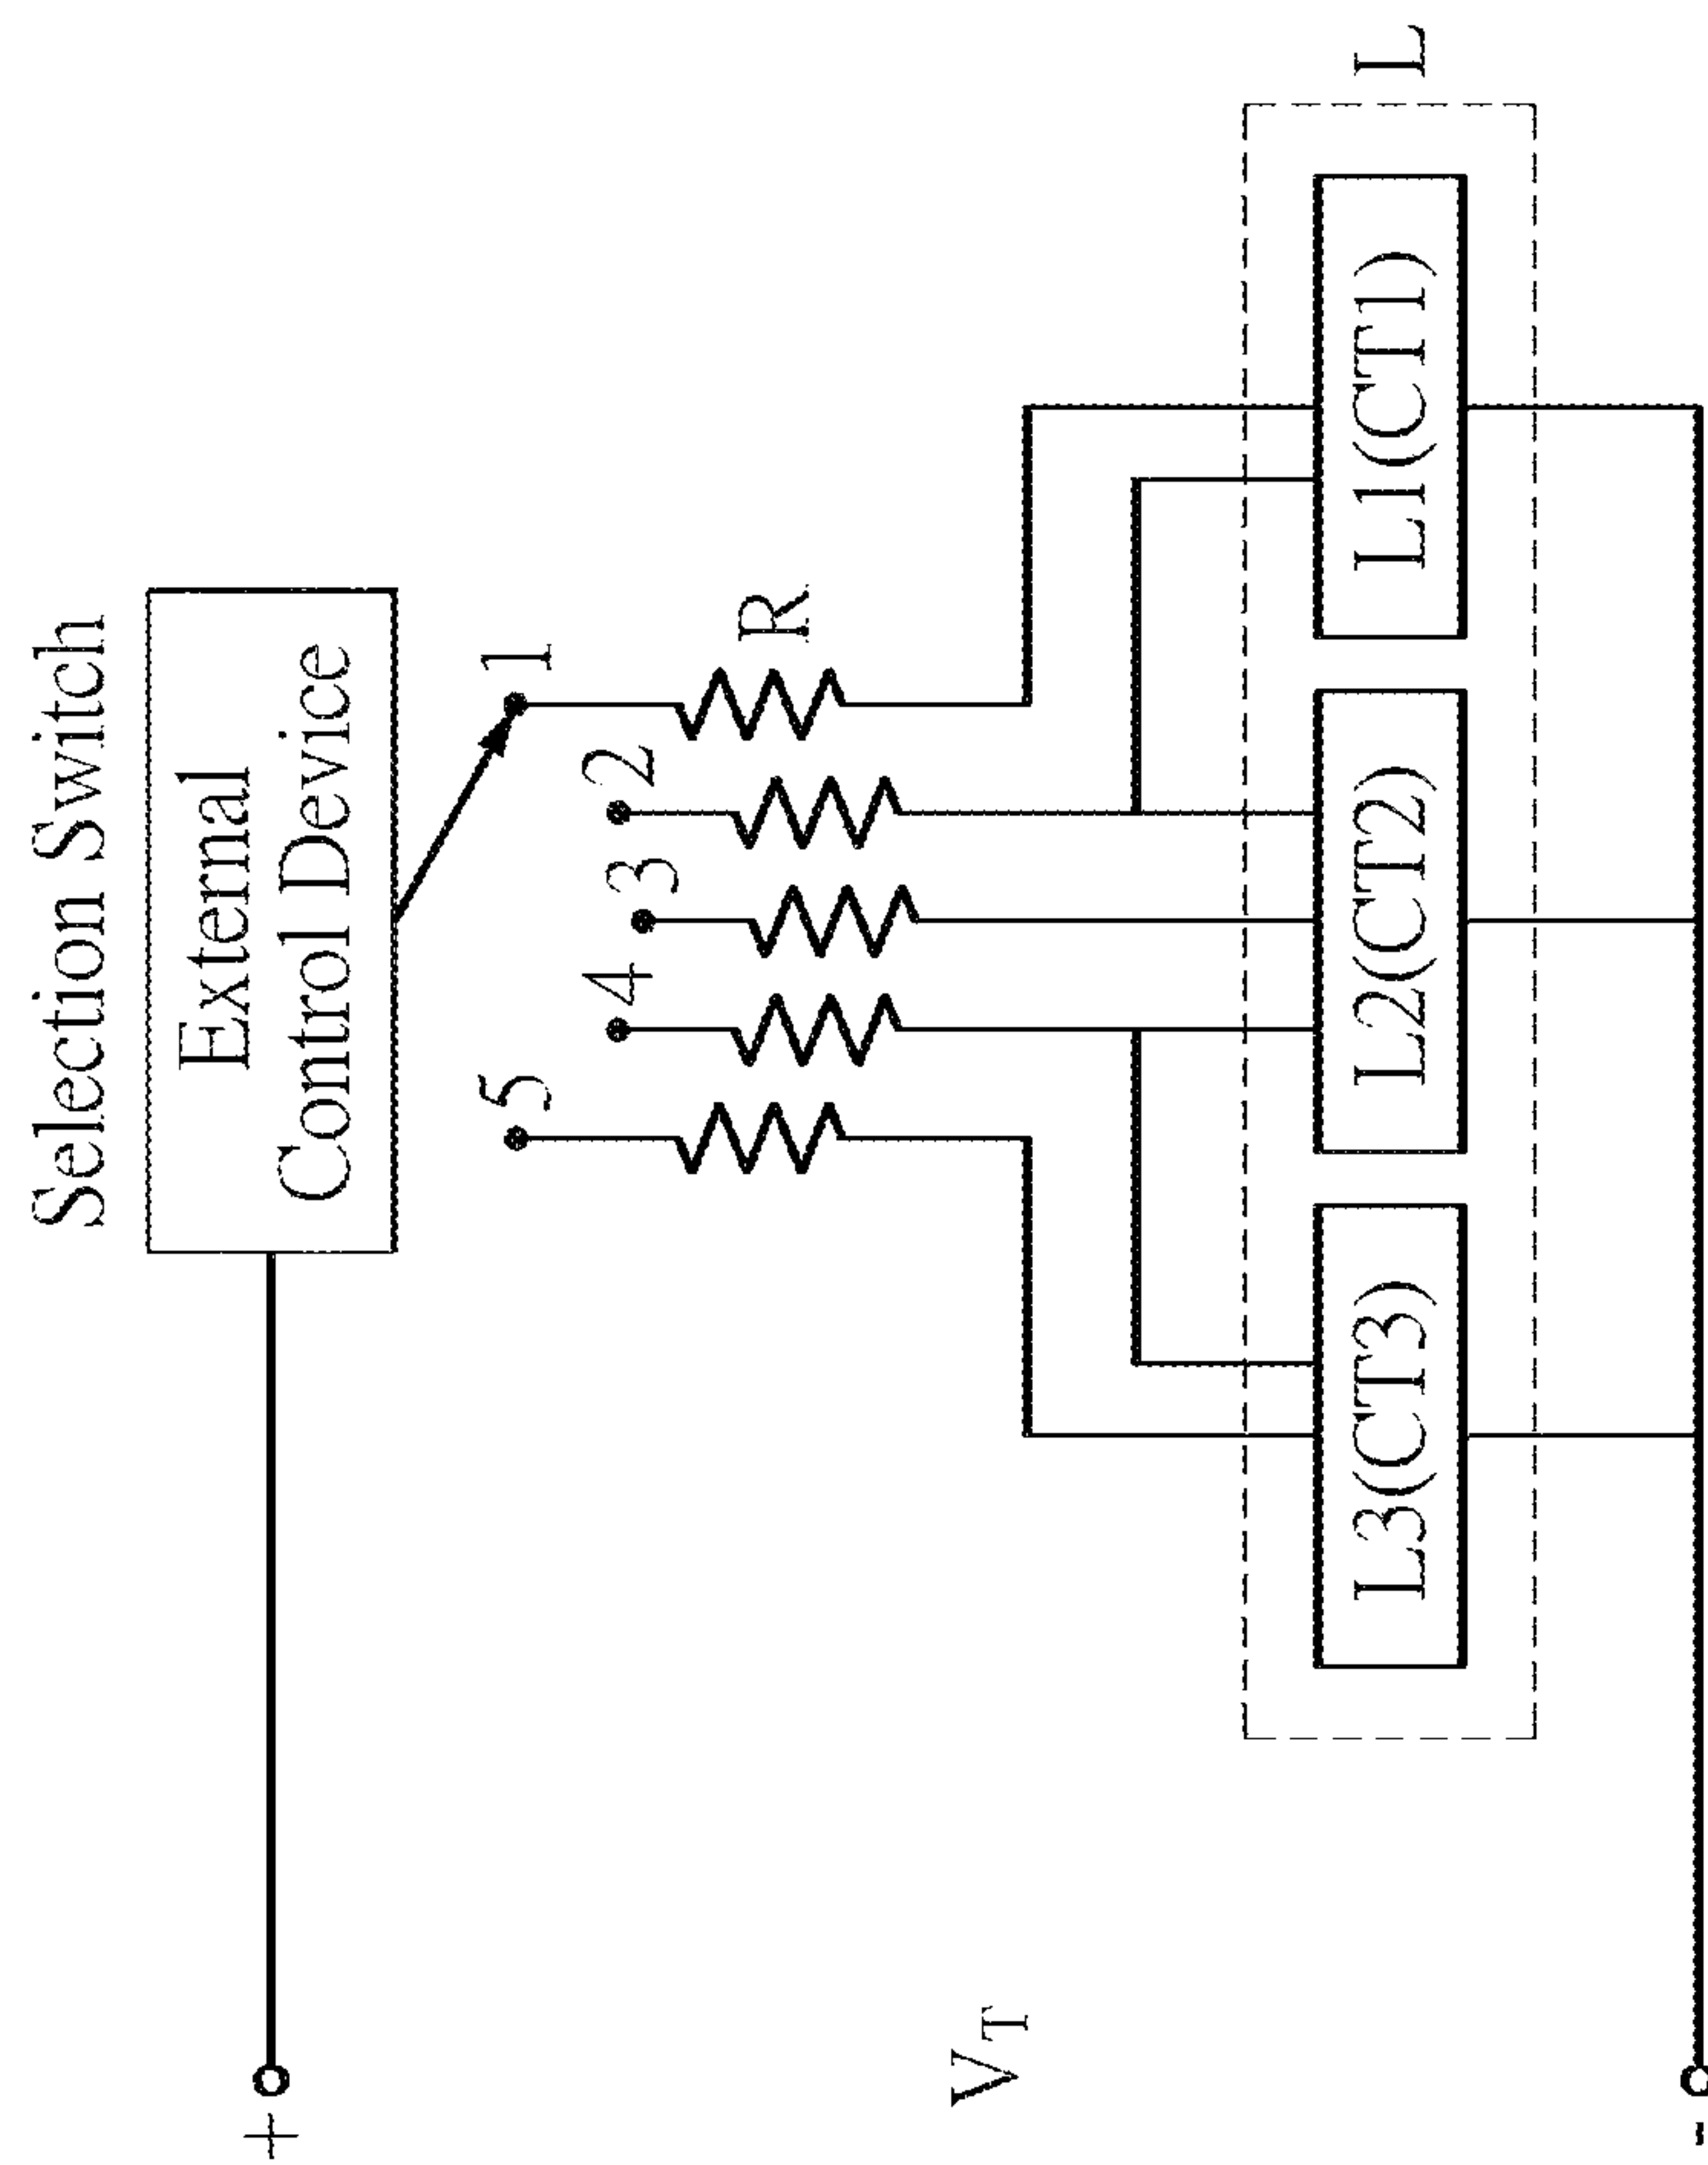 Selection Switch
External
Control Device
+
5
4
3
2
1
R
V_T
L
L3(CT3)
L2(CT2)
L1(CT1)
-